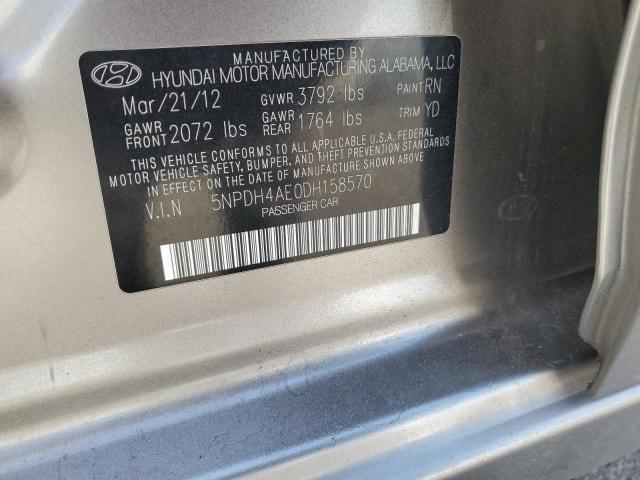 MANUFACTURED BY
HYUNDAI MOTOR MANUFACTURING ALABAMA, LLC
Mar/21/12 GVWR 3792 lbs PAINT RN
GAWR FRONT 2072 lbs GAWR REAR 1764 lbs TRIM YD
THIS VEHICLE CONFORMS TO ALL APPLICABLE U.S.A. FEDERAL
MOTOR VEHICLE SAFETY, BUMPER, AND THEFT PREVENTION STANDARDS
IN EFFECT ON THE DATE OF MANUFACTURE SHOWN ABOVE.
V.I.N 5NPDH4AE0DH158570
PASSENGER CAR